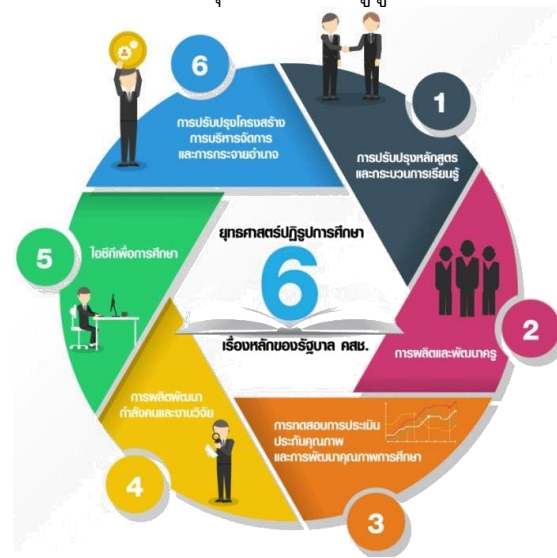 ยุทธศาสตร์ปฏิรูปการศึกษา
6
เรื่องหลักของรัฐบาล คสช.
1
การปรับปรุงหลักสูตร
และกระบวนการเรียนรู้
2
การผลิตและพัฒนาครู
3
การทดสอบการประเมิน
ประกันคุณภาพ
และการพัฒนาคุณภาพการศึกษา
4
การผลิตพัฒนา
กำลังคนและงานวิจัย
5
ไอซีทีเพื่อการศึกษา
6
การปรับปรุงโครงสร้าง
การบริหารจัดการ
และการกระจายอำนาจ